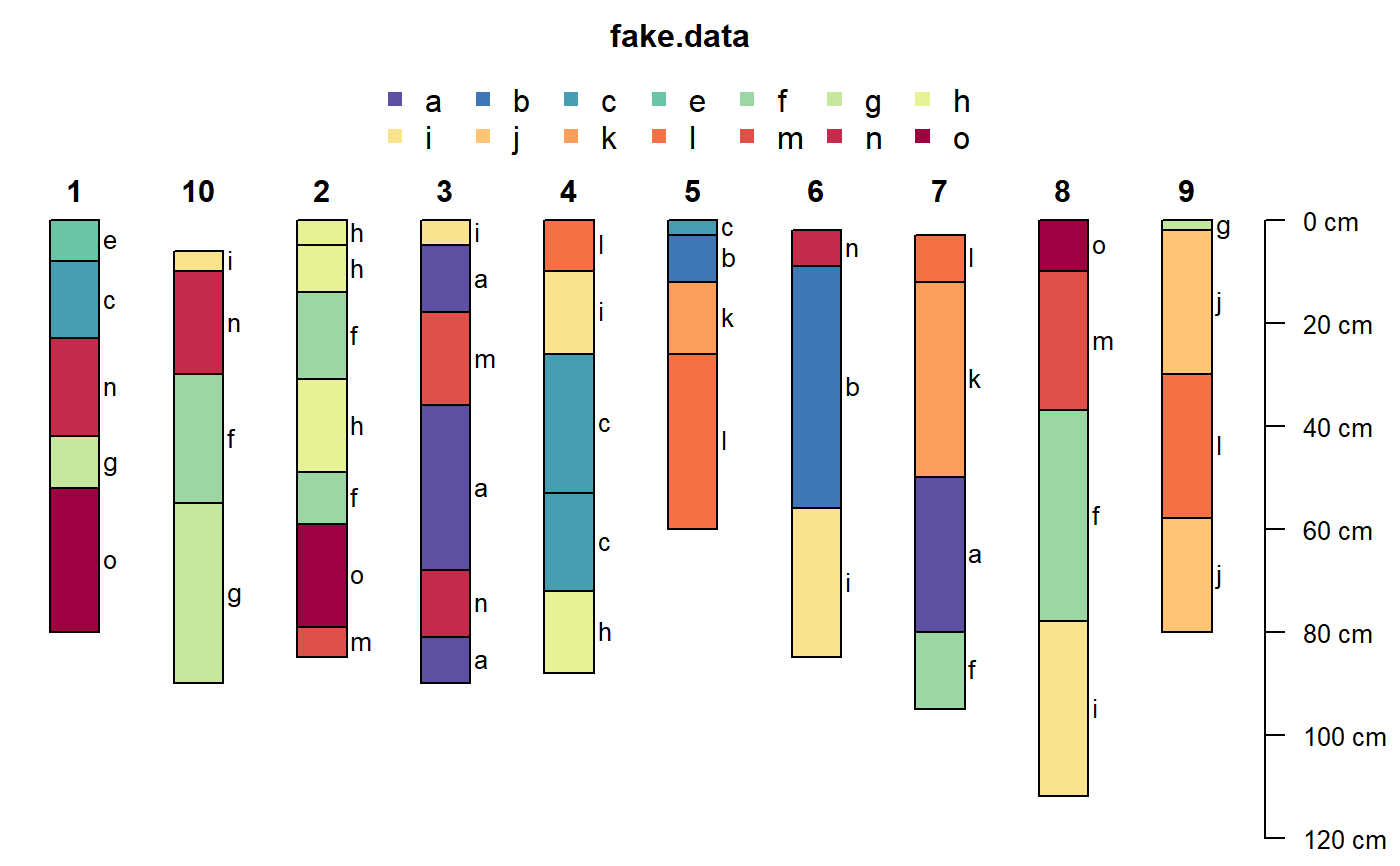 fake.data
a b c e f g h
i j k l m n o
1 10 2 3 4 5 6 7 8 9
e
c
n
g
o
i
n
f
g
h
h
f
h
f
o
m
i
a
m
a
n
a
l
i
c
c
h
c
b
k
l
n
b
i
l
k
a
f
o
m
f
i
g
j
l
j
0 cm
20 cm
40 cm
60 cm
80 cm
100 cm
120 cm